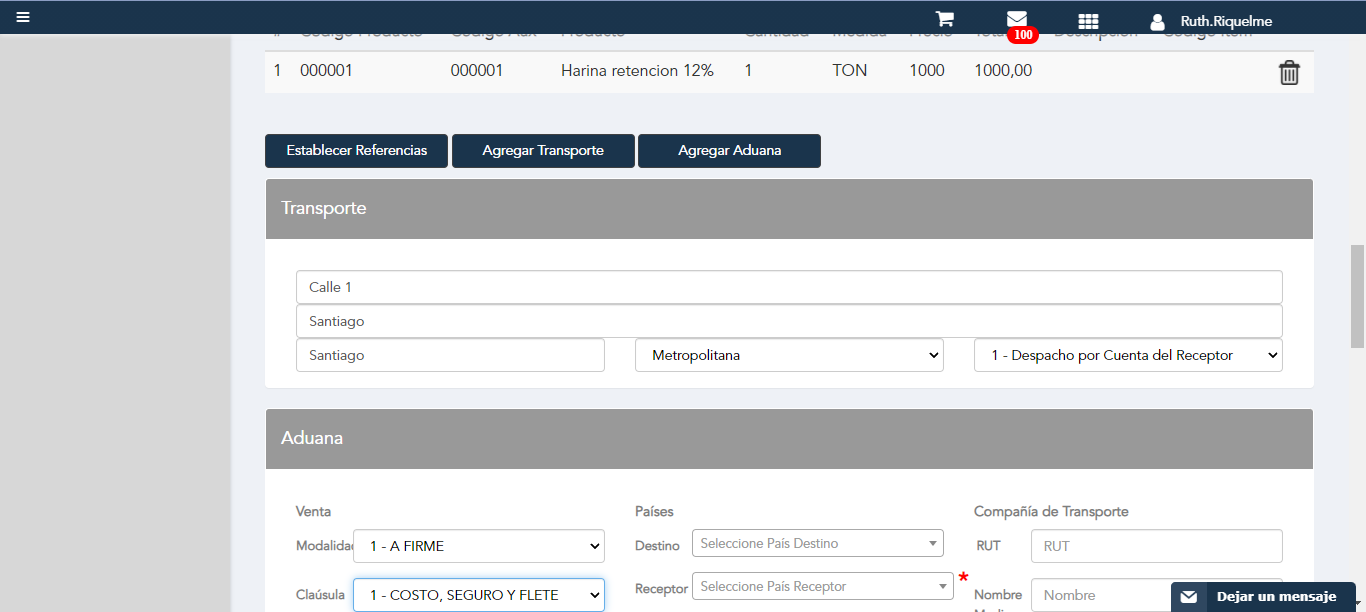 Ruth.Riquelme
100
# Código Producto Código Aux Producto Cantidad Medida Precio Total Descripción Código Item
1 000001 000001 Harina retencion 12% 1 TON 1000 1000,00
Establecer Referencias Agregar Transporte Agregar Aduana
Transporte
Calle 1
Santiago
Santiago Metropolitana 1 - Despacho por Cuenta del Receptor
Aduana
Venta Países Compañía de Transporte
Modalidad 1 - A FIRME Destino Seleccione País Destino RUT RUT
Claúsula 1 - COSTO, SEGURO Y FLETE Receptor Seleccione País Receptor * Nombre Nombre
Dejar un mensaje